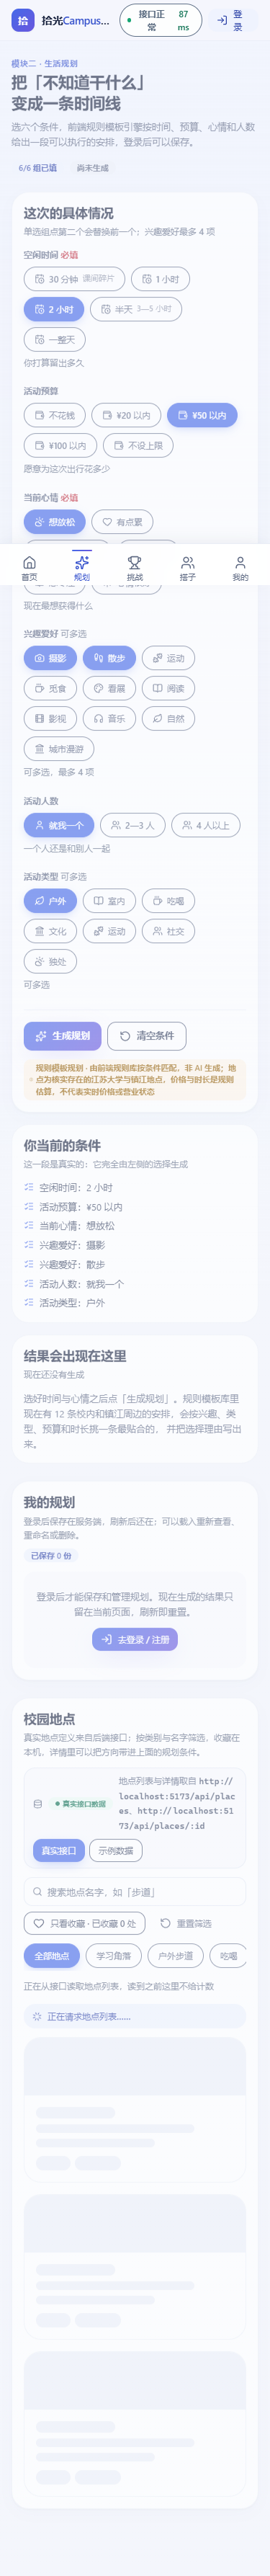 拾 拾光Campus... 接口正常 87 ms 登录
模块二 · 生活规划
把「不知道干什么」
变成一条时间线
选六个条件，前端规则模板引擎按时间、预算、心情和人数
给出一段可以执行的安排，登录后可以保存。
6/6 组已填 尚未生成
这次的具体情况
单选组点第二个会替换前一个；兴趣爱好最多 4 项
空闲时间 必填
30 分钟 课间碎片 1 小时
2 小时 半天 3—5 小时
一整天
你打算留出多久
活动预算
不花钱 ¥20 以内 ¥50 以内
¥100 以内 不设上限
愿意为这次出行花多少
当前心情 必填
想放松 有点累
首页 规划 挑战 搭子 我的
现在最想获得什么
兴趣爱好 可多选
摄影 散步 运动
觅食 看展 阅读
影视 音乐 自然
城市漫游
可多选，最多 4 项
活动人数
就我一个 2—3 人 4 人以上
一个人还是和别人一起
活动类型 可多选
户外 室内 吃喝
文化 运动 社交
独处
可多选
生成规划 清空条件
规则模板规划 · 由前端规则库按条件匹配，非 AI 生成；地
点为核实存在的江苏大学与镇江地点，价格与时长是规则
估算，不代表实时价格或营业状态
你当前的条件
这一段是真实的：它完全由左侧的选择生成
空闲时间：2 小时
活动预算：¥50 以内
当前心情：想放松
兴趣爱好：摄影
兴趣爱好：散步
活动人数：就我一个
活动类型：户外
结果会出现在这里
现在还没有生成
选好时间与心情之后点「生成规划」。规则模板库里
现在有 12 条校内和镇江周边的安排，会按兴趣、类
型、预算和时长挑一条最贴合的， 并把选择理由写出
来。
我的规划
登录后保存在服务端，刷新后还在；可以载入重新查看、
重命名或删除。
已保存 0 份
登录后才能保存和管理规划。现在生成的结果只
留在当前页面，刷新即重置。
去登录 / 注册
校园地点
真实地点定义来自后端接口；按类别与名字筛选，收藏在
本机，详情里可以把方向带进上面的规划条件。
真实接口数据
地点列表与详情取自 http://
localhost:5173/api/plac
es、http://localhost:51
73/api/places/:id
真实接口 示例数据
搜索地点名字，如「步道」
只看收藏 · 已收藏 0 处 重置筛选
全部地点 学习角落 户外步道 吃喝
正在从接口读取地点列表，读到之前这里不给计数
正在请求地点列表……